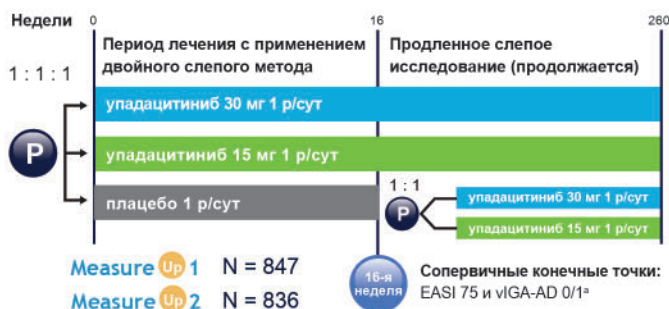 Недели 0 16 260
Период лечения с применением
двойного слепого метода
Продленное слепое
исследование (продолжается)
1 : 1 : 1
упадацитиниб 30 мг 1 р/сут
P
упадацитиниб 15 мг 1 р/сут
плацебо 1 р/сут
1 : 1
P
упадацитиниб 30 мг 1 р/сут
упадацитиниб 15 мг 1 р/сут
Measure Up 1 N = 847
Measure Up 2 N = 836
16-я
неделя
Сопервичные конечные точки:
EASI 75 и vIGA-AD 0/1ª